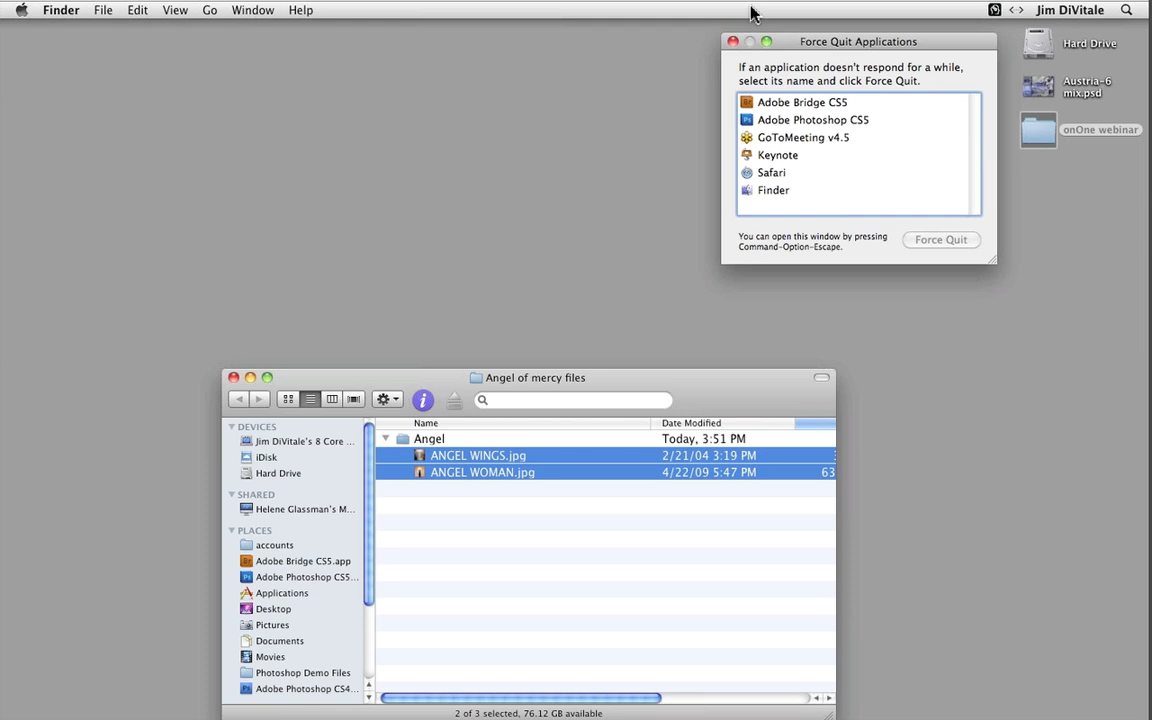 Finder File Edit View Go Window Help Jim DiVitale
Force Quit Applications
If an application doesn't respond for a while,
select its name and click Force Quit.
Adobe Bridge CS5
Adobe Photoshop CS5
GoToMeeting v4.5
Keynote
Safari
Finder
You can open this window by pressing
Command-Option-Escape.
Force Quit
Hard Drive
Austria-6
mix.psd
onOne webinar
Angel of mercy files
Name Date Modified
Angel Today, 3:51 PM
ANGEL WINGS.jpg 2/21/04 3:19 PM
ANGEL WOMAN.jpg 4/22/09 5:47 PM 63
DEVICES
Jim DiVitale's 8 Core ...
iDisk
Hard Drive
SHARED
Helene Glassman's M...
PLACES
accounts
Adobe Bridge CS5.app
Adobe Photoshop CS5...
Applications
Desktop
Pictures
Documents
Movies
Photoshop Demo Files
Adobe Photoshop CS4...
2 of 3 selected, 76.12 GB available